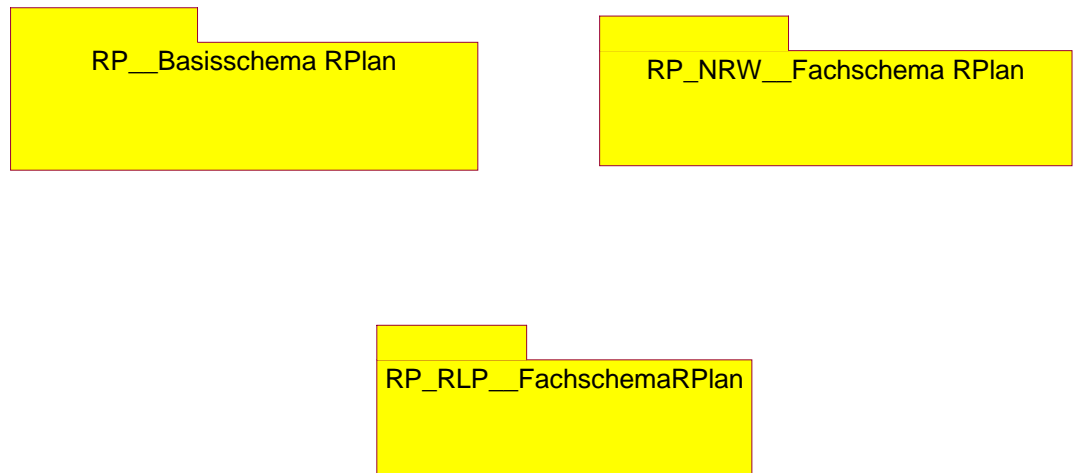 RP__Basisschema RPlan
RP_NRW__Fachschema RPlan
RP_RLP__FachschemaRPlan